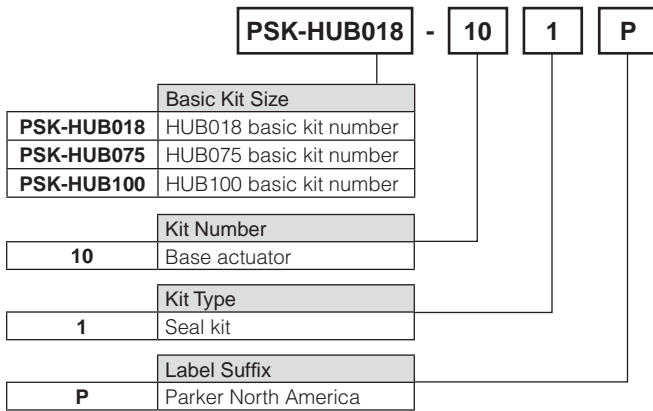 PSK-HUB018 - 10 1 P
Basic Kit Size
PSK-HUB018 HUB018 basic kit number
PSK-HUB075 HUB075 basic kit number
PSK-HUB100 HUB100 basic kit number
Kit Number
10 Base actuator
Kit Type
1 Seal kit
Label Suffix
P Parker North America